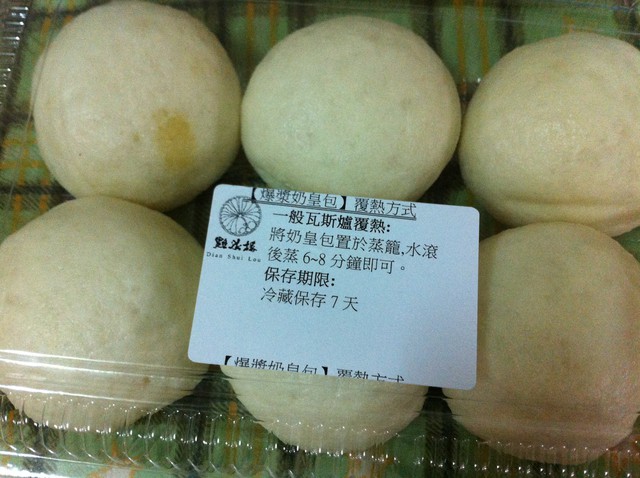 【爆漿奶皇包】覆熱方式
一般瓦斯爐覆熱:
將奶皇包置於蒸籠,水滾
後蒸6~8分鐘即可。
點水樓
Dian Shui Lou
保存期限:
冷藏保存7天
【爆將奶皇包】覆熱方式